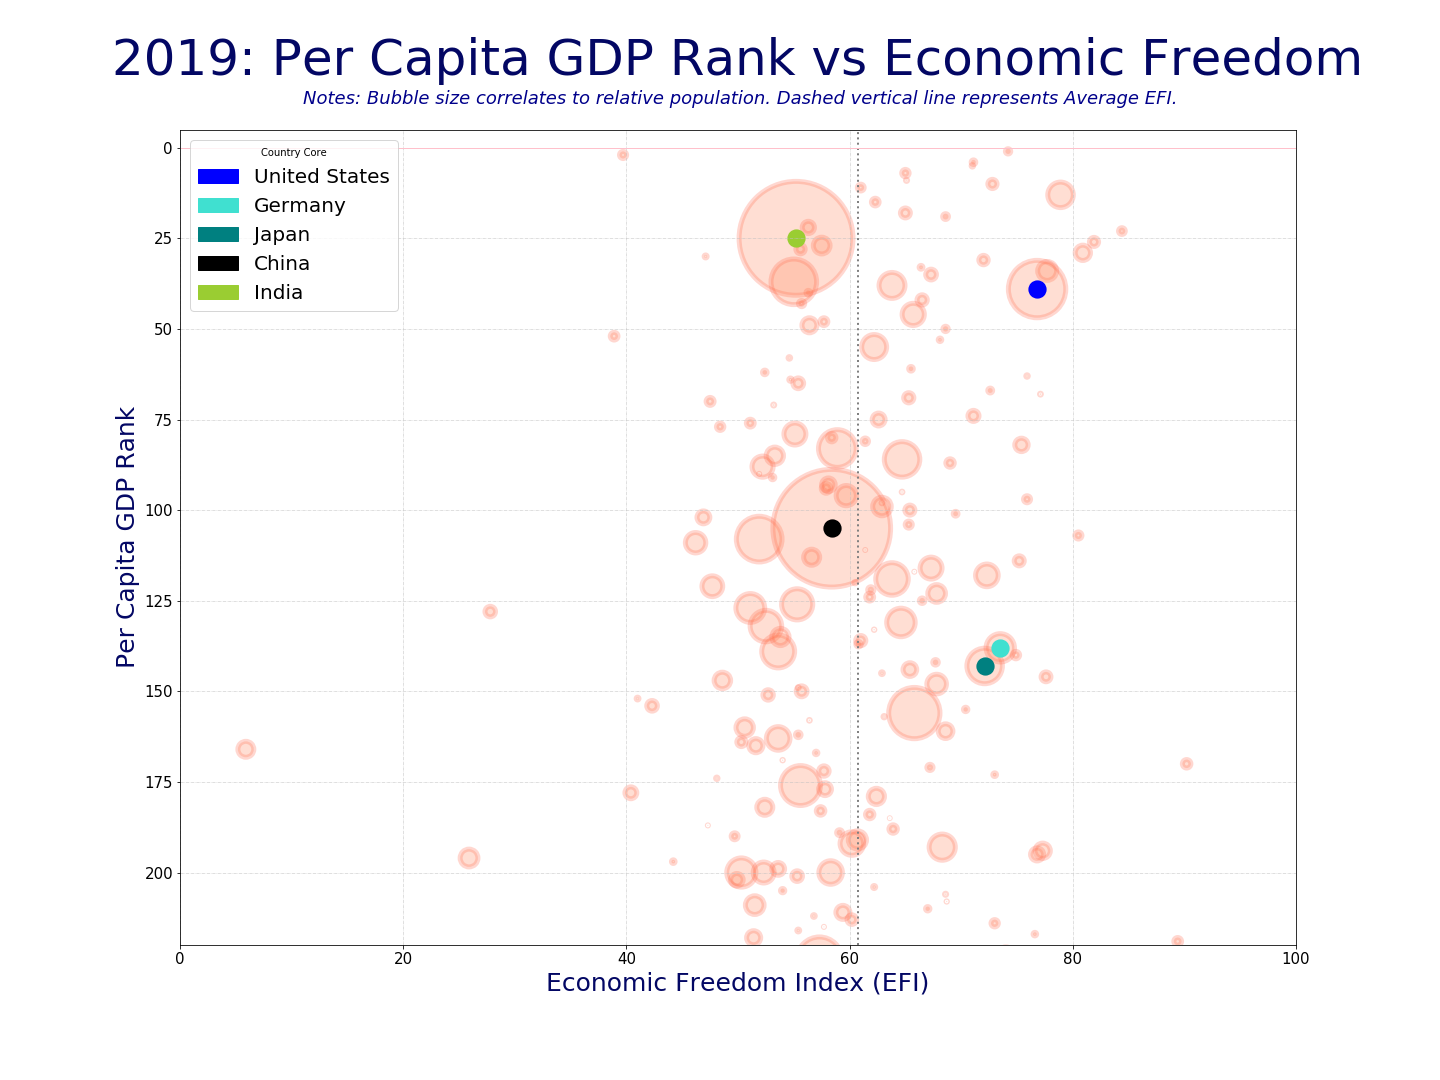 2019: Per Capita GDP Rank vs Economic Freedom
Notes: Bubble size correlates to relative population. Dashed vertical line represents Average EFI.
Country Core
United States
Germany
Japan
China
India
Per Capita GDP Rank
0
25
50
75
100
125
150
175
200
0 20 40 60 80 100
Economic Freedom Index (EFI)